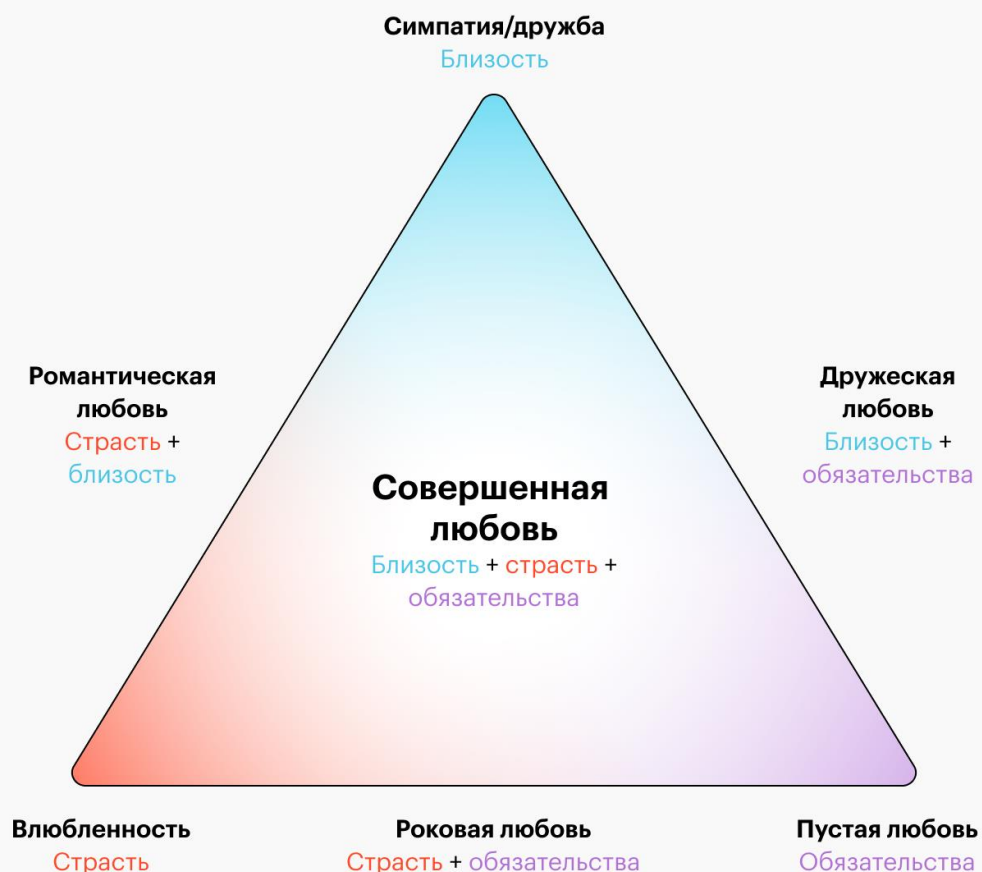 Симпатия/дружба
Близость
Романтическая
любовь
Страсть +
близость
Дружеская
любовь
Близость +
обязательства
Совершенная
любовь
Близость + страсть +
обязательства
Влюбленность
Страсть
Роковая любовь
Страсть + обязательства
Пустая любовь
Обязательства